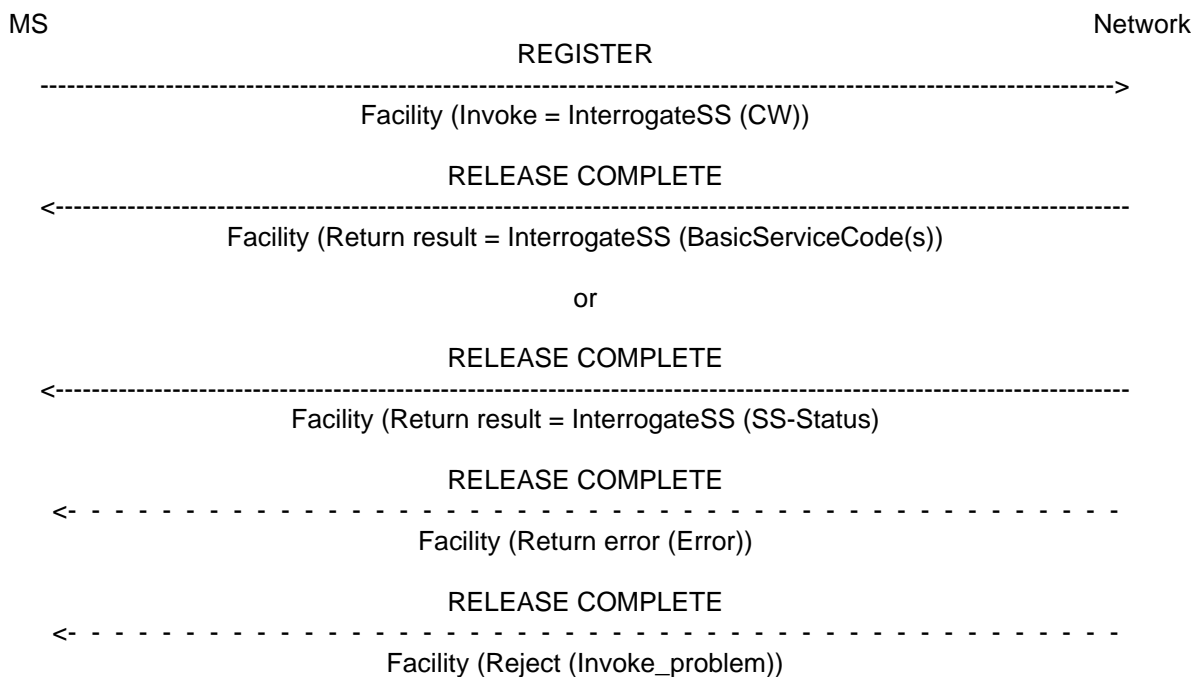 MS Network
REGISTER
Facility (Invoke = InterrogateSS (CW))
RELEASE COMPLETE
Facility (Return result = InterrogateSS (BasicServiceCode(s))
or
RELEASE COMPLETE
Facility (Return result = InterrogateSS (SS-Status)
RELEASE COMPLETE
Facility (Return error (Error))
RELEASE COMPLETE
Facility (Reject (Invoke_problem))